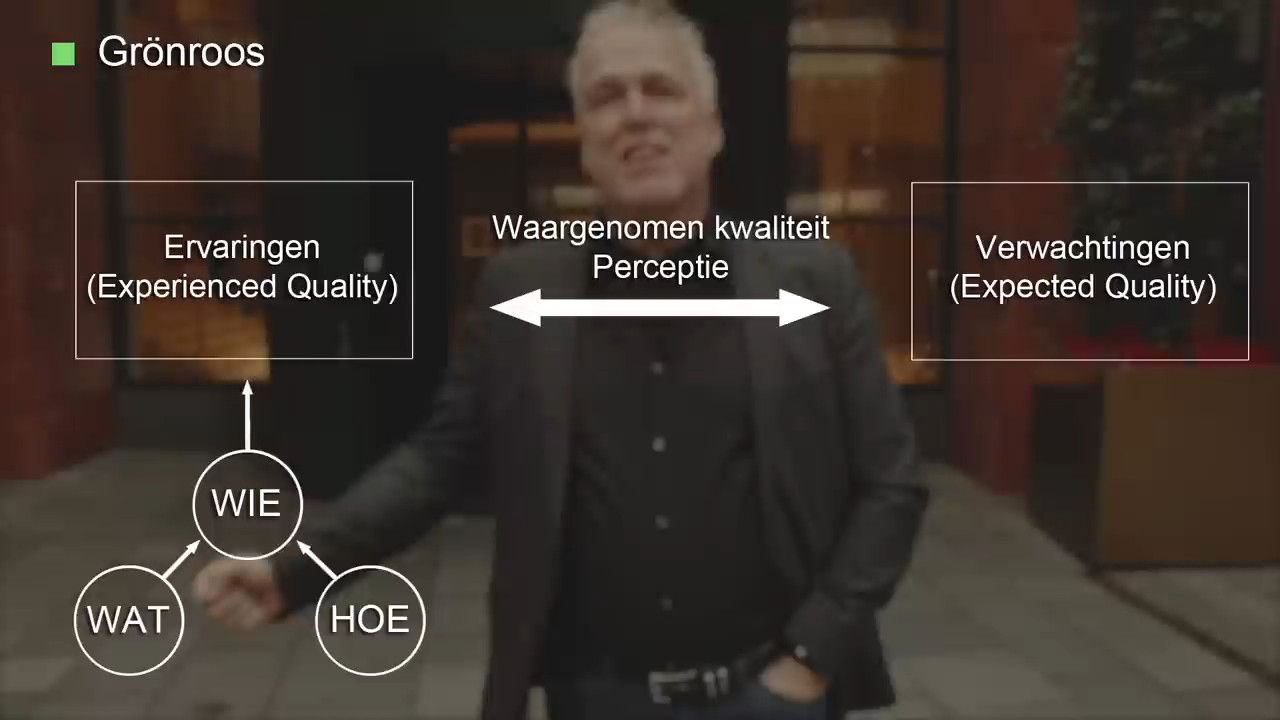 Grönroos
Ervaringen
(Experienced Quality)
Waargenomen kwaliteit
Perceptie
Verwachtingen
(Expected Quality)
WIE
WAT
HOE